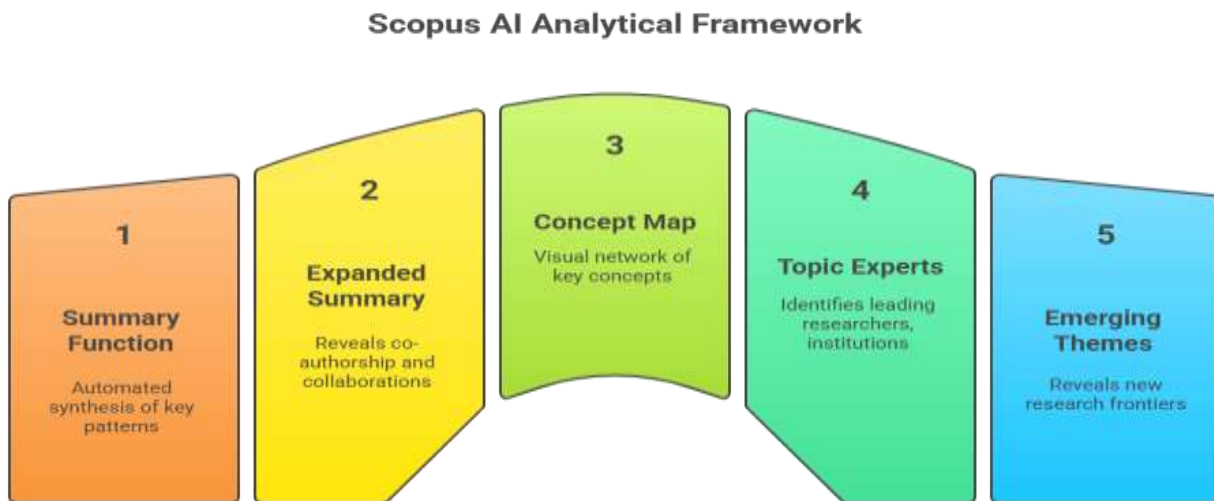 Scopus AI Analytical Framework
1
Summary
Function
Automated
synthesis of key
patterns
2
Expanded
Summary
Reveals co-
authorship and
collaborations
3
Concept Map
Visual network of
key concepts
4
Topic Experts
Identifies leading
researchers,
institutions
5
Emerging
Themes
Reveals new
research frontiers